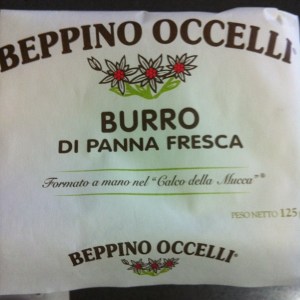 BEPPINO OCCELLI®
BURRO
DI PANNA FRESCA
Formato a mano nel "Calco della Mucca"®
PESO NETTO 125
BEPPINO OCCELLI®